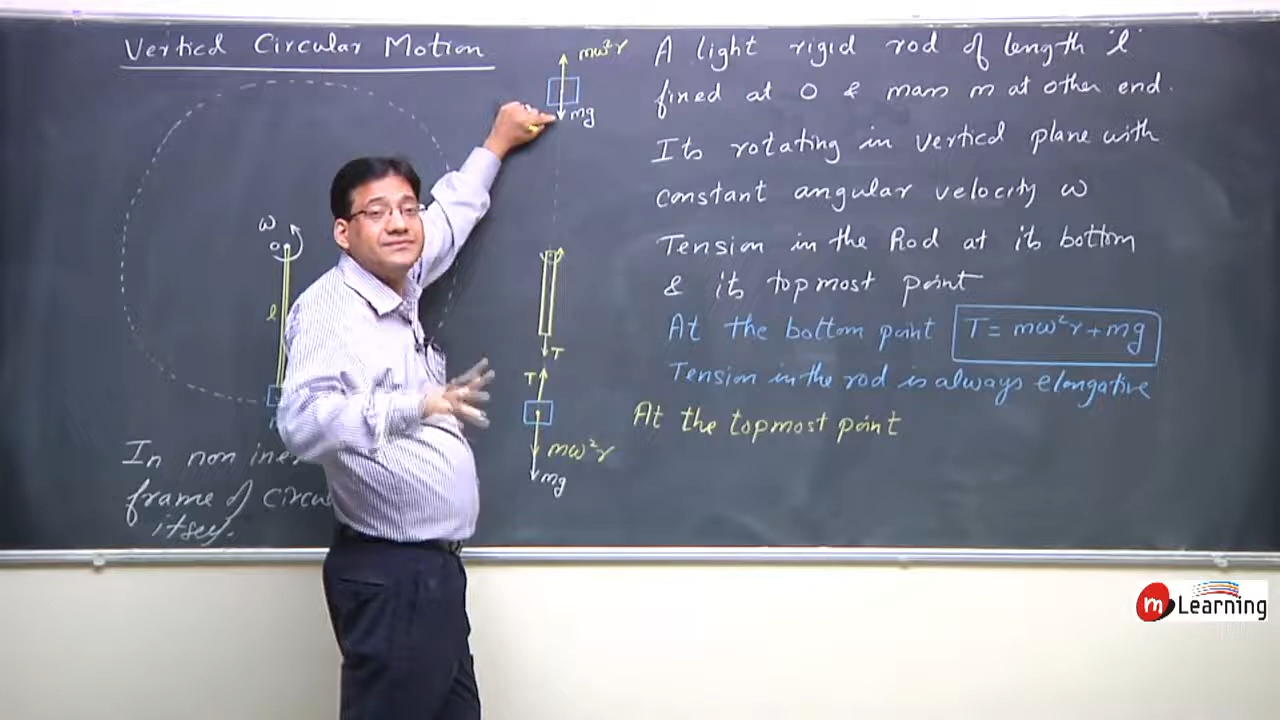 Vertical Circular Motion
ω
O
l
In non
frame of
itself.
mω²r
mg
T
T
mω²r
mg
A light rigid rod of length 'l'
fixed at O & mass m at other end.
Its rotating in vertical plane with
constant angular velocity ω
Tension in the Rod at its bottom
& its topmost point
At the bottom point T = mω²r + mg
Tension in the rod is always elongative
At the topmost point
m Learning